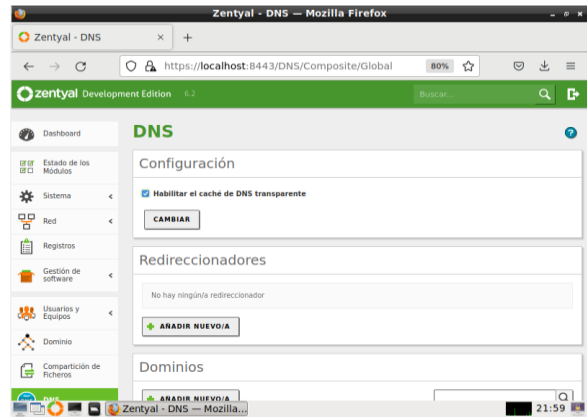 Zentyal - DNS — Mozilla Firefox
Zentyal - DNS
https://localhost:8443/DNS/Composite/Global
80%
zentyal Development Edition 6.2
Buscar...
Dashboard
Estado de los
Módulos
Sistema
Red
Registros
Gestión de
software
Usuarios y
Equipos
Dominio
Compartición de
Ficheros
DNS
DNS
Configuración
Habilitar el caché de DNS transparente
CAMBIAR
Redireccionadores
No hay ningún/a redireccionador
AÑADIR NUEVO/A
Dominios
AÑADIR NUEVO/A
Zentyal - DNS — Mozilla...
21:59